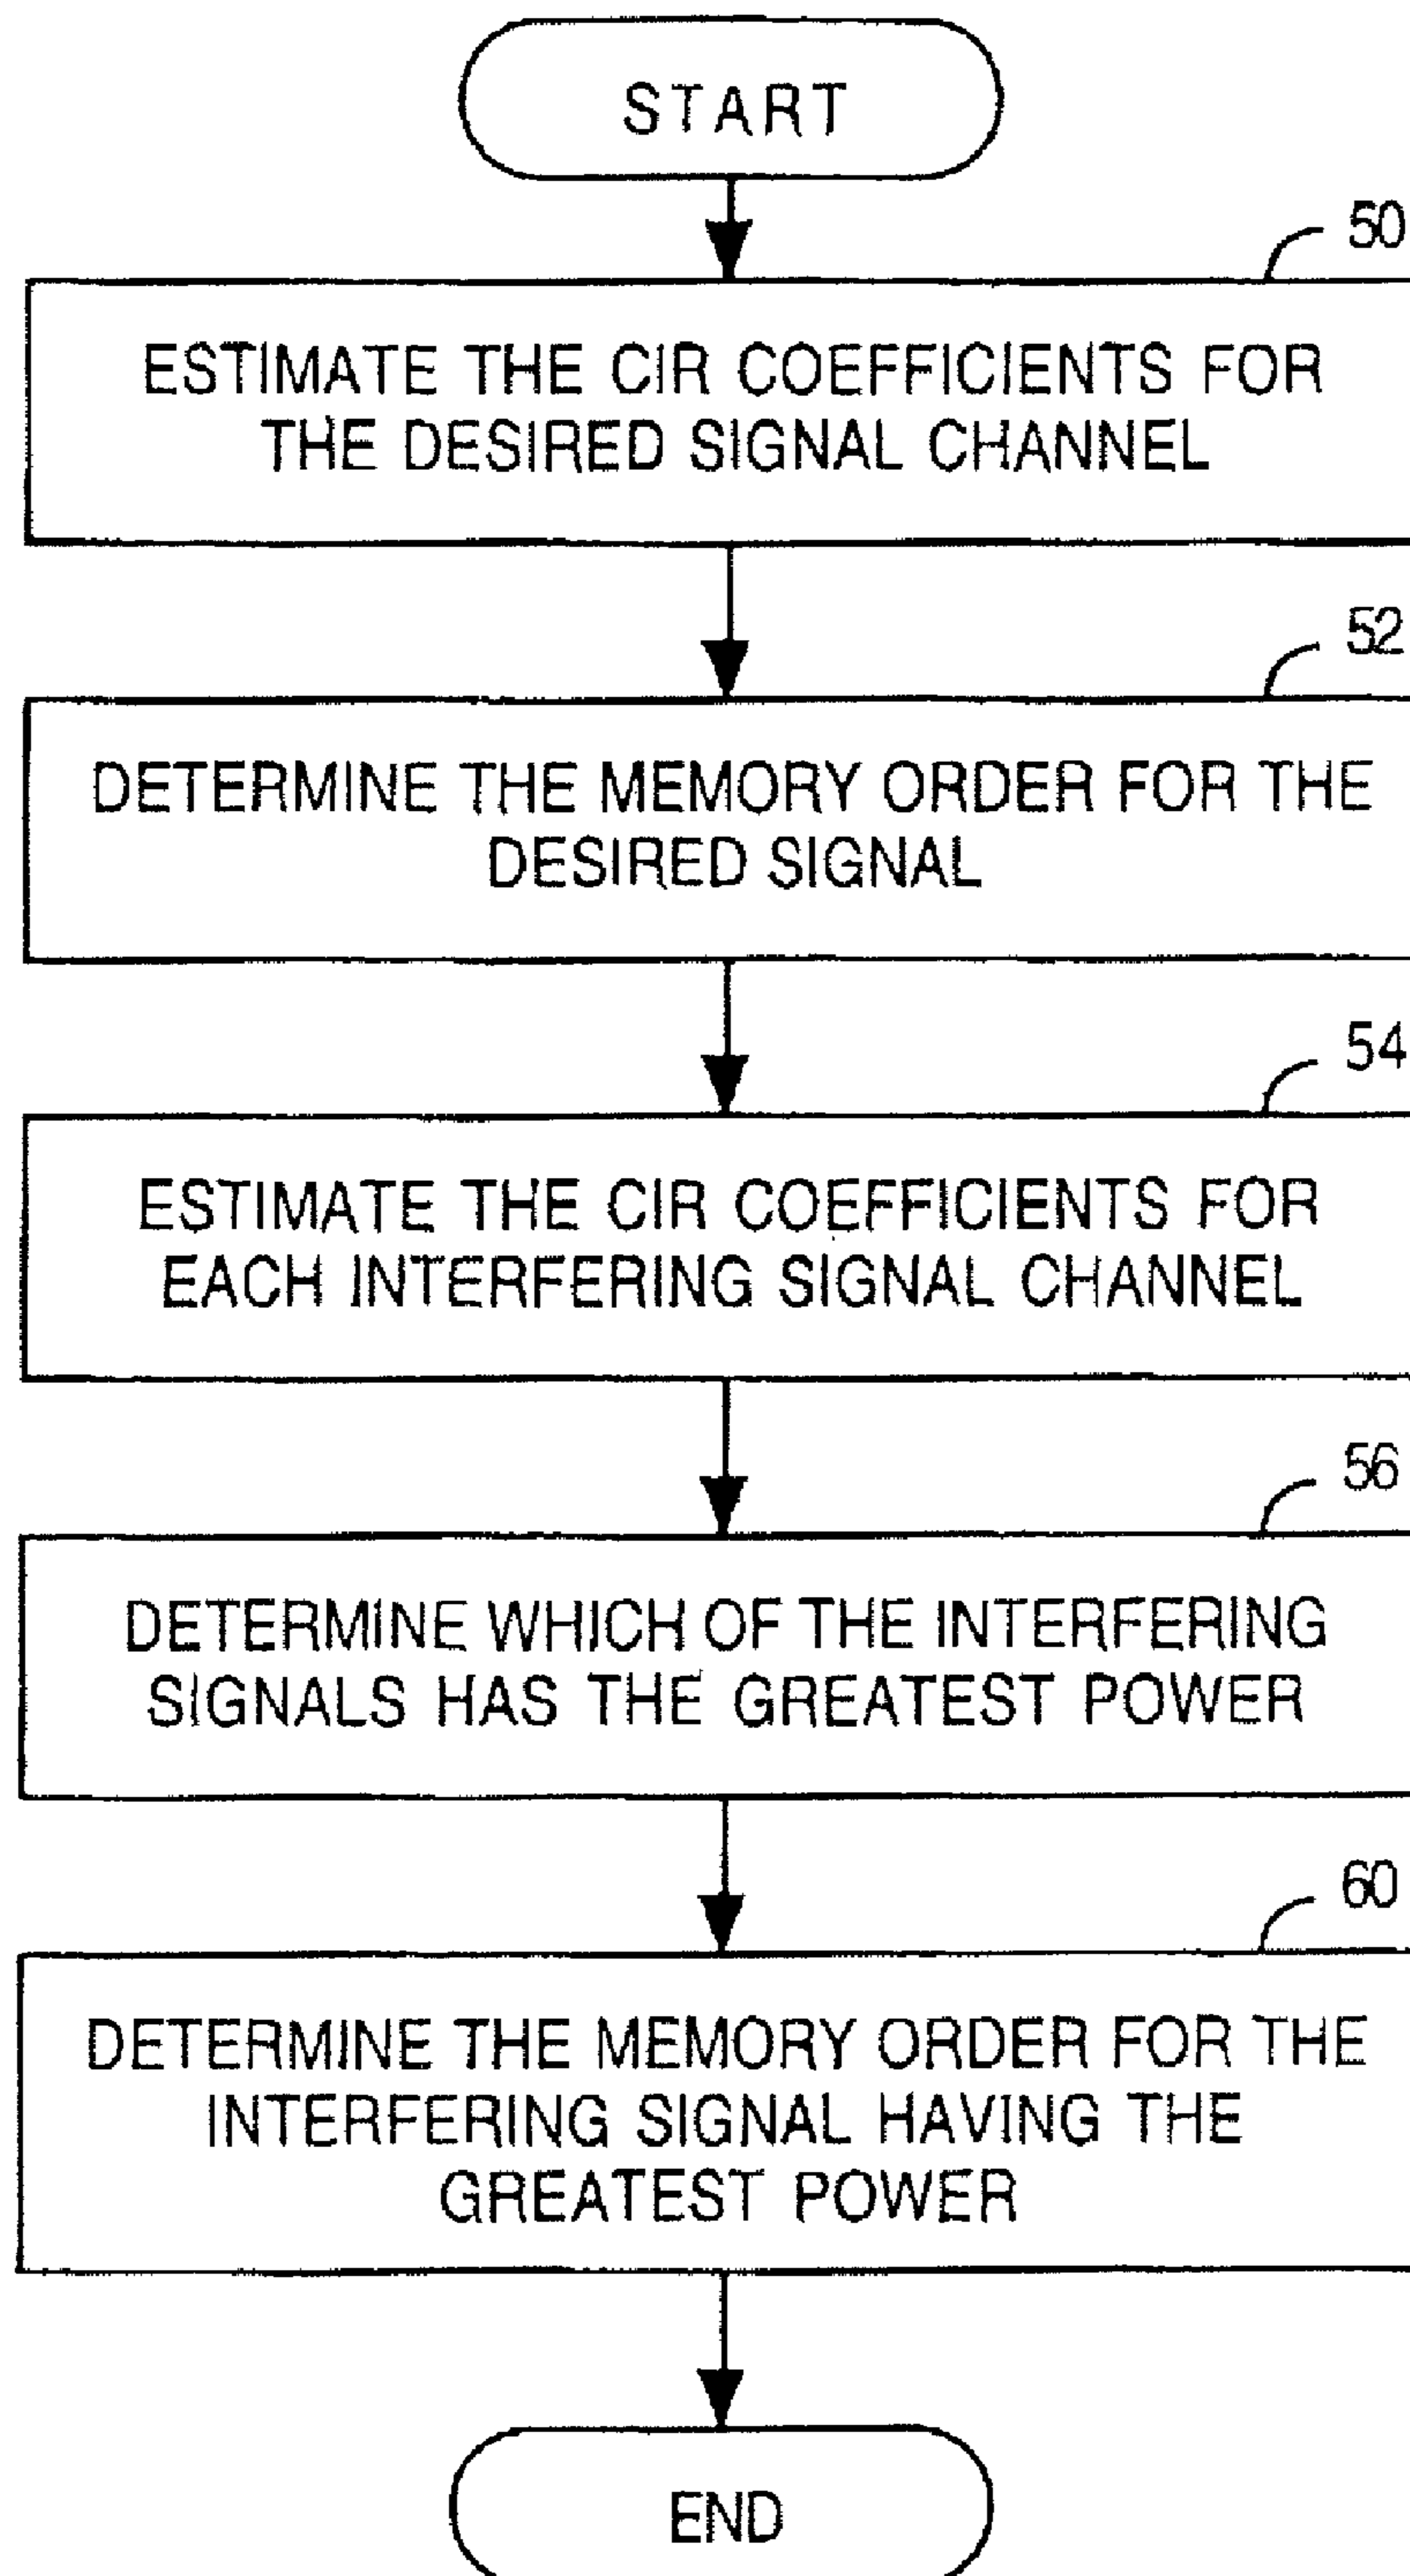 START
50
ESTIMATE THE CIR COEFFICIENTS FOR
THE DESIRED SIGNAL CHANNEL
52
DETERMINE THE MEMORY ORDER FOR THE
DESIRED SIGNAL
54
ESTIMATE THE CIR COEFFICIENTS FOR
EACH INTERFERING SIGNAL CHANNEL
56
DETERMINE WHICH OF THE INTERFERING
SIGNALS HAS THE GREATEST POWER
60
DETERMINE THE MEMORY ORDER FOR THE
INTERFERING SIGNAL HAVING THE
GREATEST POWER
END